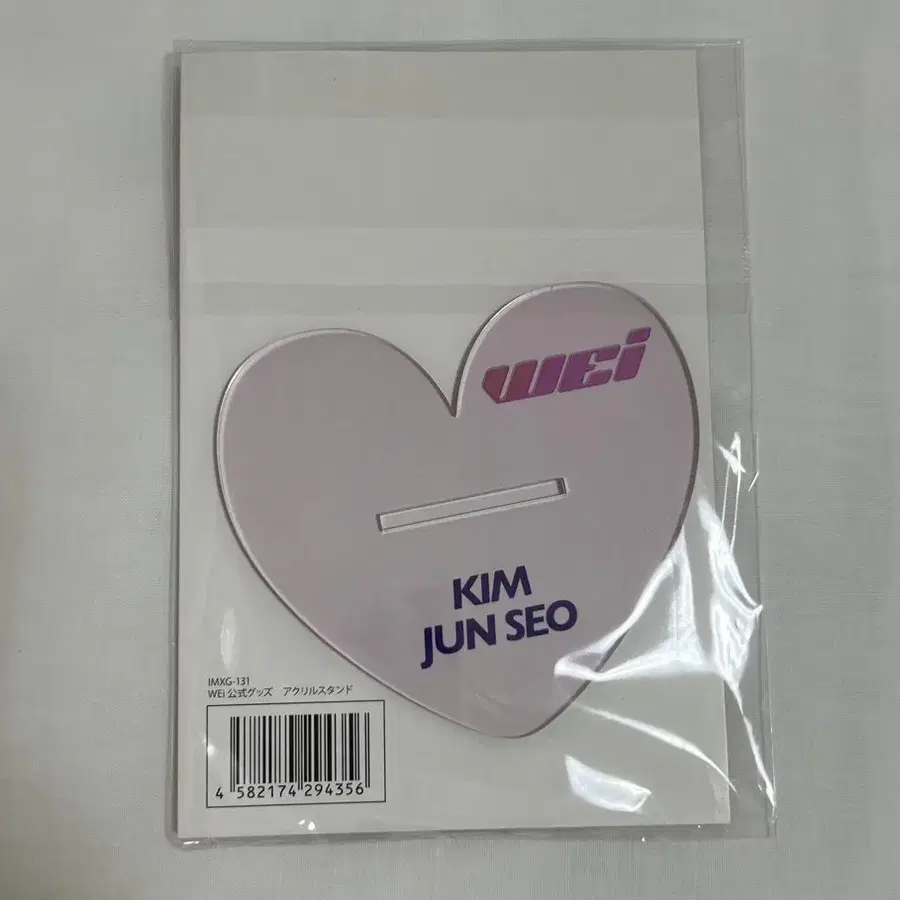 WEi
KIM
JUN SEO
IMXG-131
WEi 公式グッズ アクリルスタンド
4 582174 294356